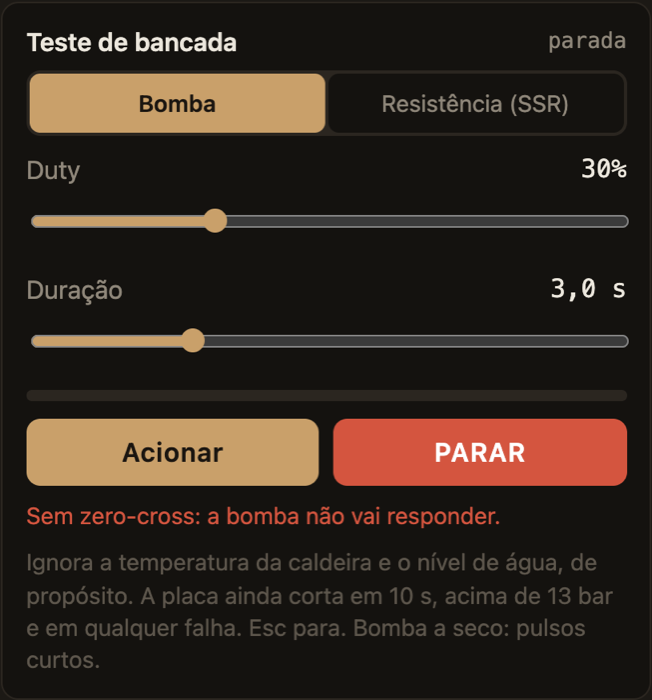 Teste de bancada parada
Bomba Resistência (SSR)
Duty 30%
Duração 3,0 s
Acionar PARAR
Sem zero-cross: a bomba não vai responder.
Ignora a temperatura da caldeira e o nível de água, de
propósito. A placa ainda corta em 10 s, acima de 13 bar
e em qualquer falha. Esc para. Bomba a seco: pulsos
curtos.